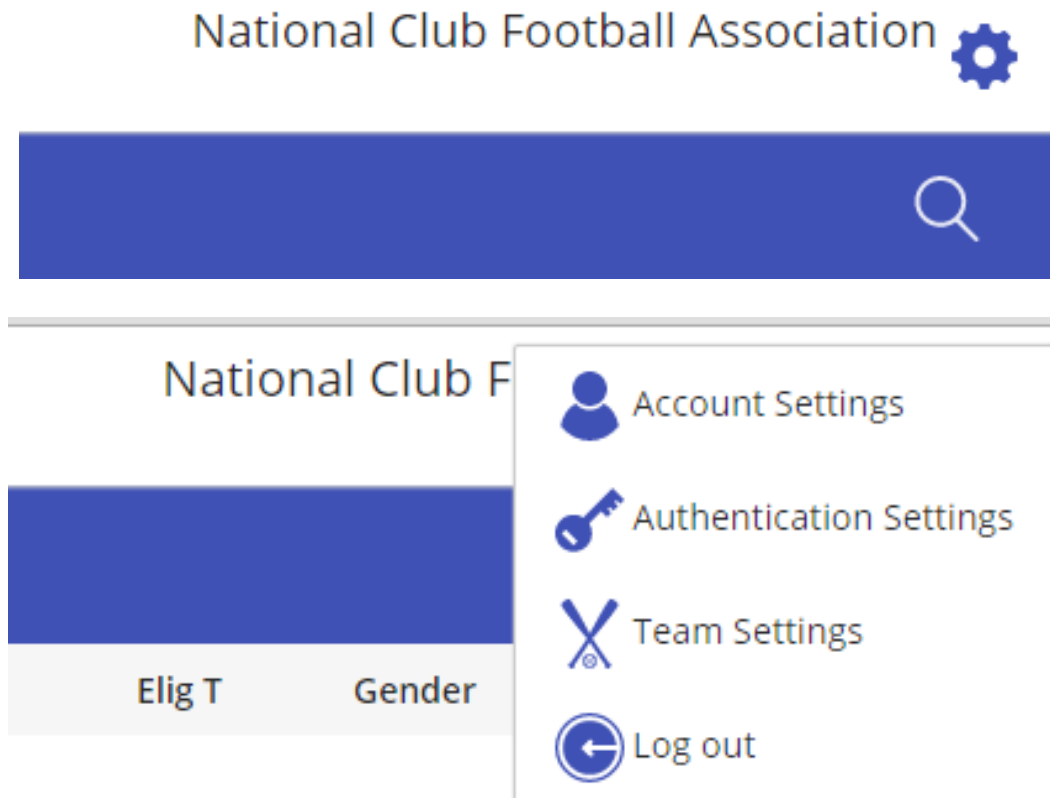 National Club Football Association
National Club F
Account Settings
Authentication Settings
Team Settings
Elig T Gender
Log out